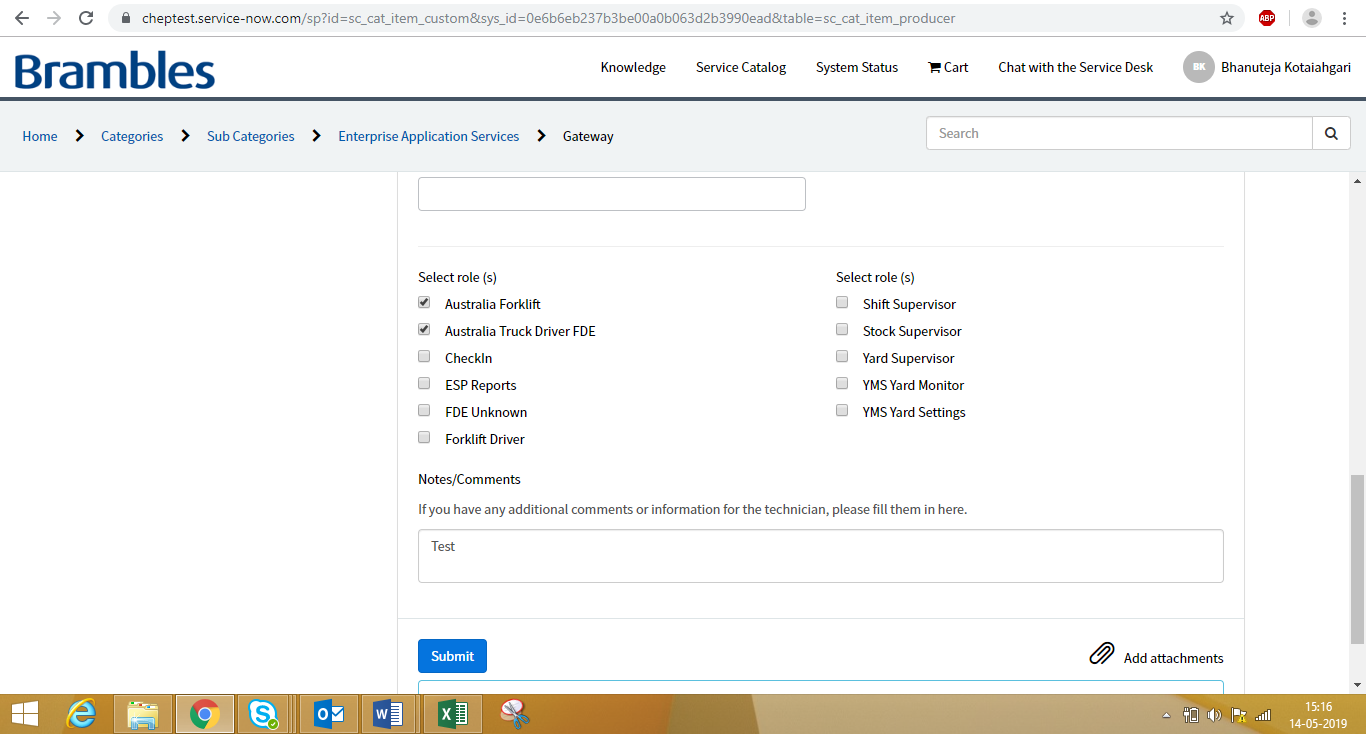 cheptest.service-now.com/sp?id=sc_cat_item_custom&sys_id=0e6b6eb237b3be00a0b063d2b3990ead&table=sc_cat_item_producer
ABP
Brambles
Knowledge
Service Catalog
System Status
Cart
Chat with the Service Desk
BK
Bhanuteja Kotaiahgari
Home
Categories
Sub Categories
Enterprise Application Services
Gateway
Search
Select role (s)
Australia Forklift
Australia Truck Driver FDE
CheckIn
ESP Reports
FDE Unknown
Forklift Driver
Select role (s)
Shift Supervisor
Stock Supervisor
Yard Supervisor
YMS Yard Monitor
YMS Yard Settings
Notes/Comments
If you have any additional comments or information for the technician, please fill them in here.
Test
Submit
Add attachments
15:16
14-05-2019